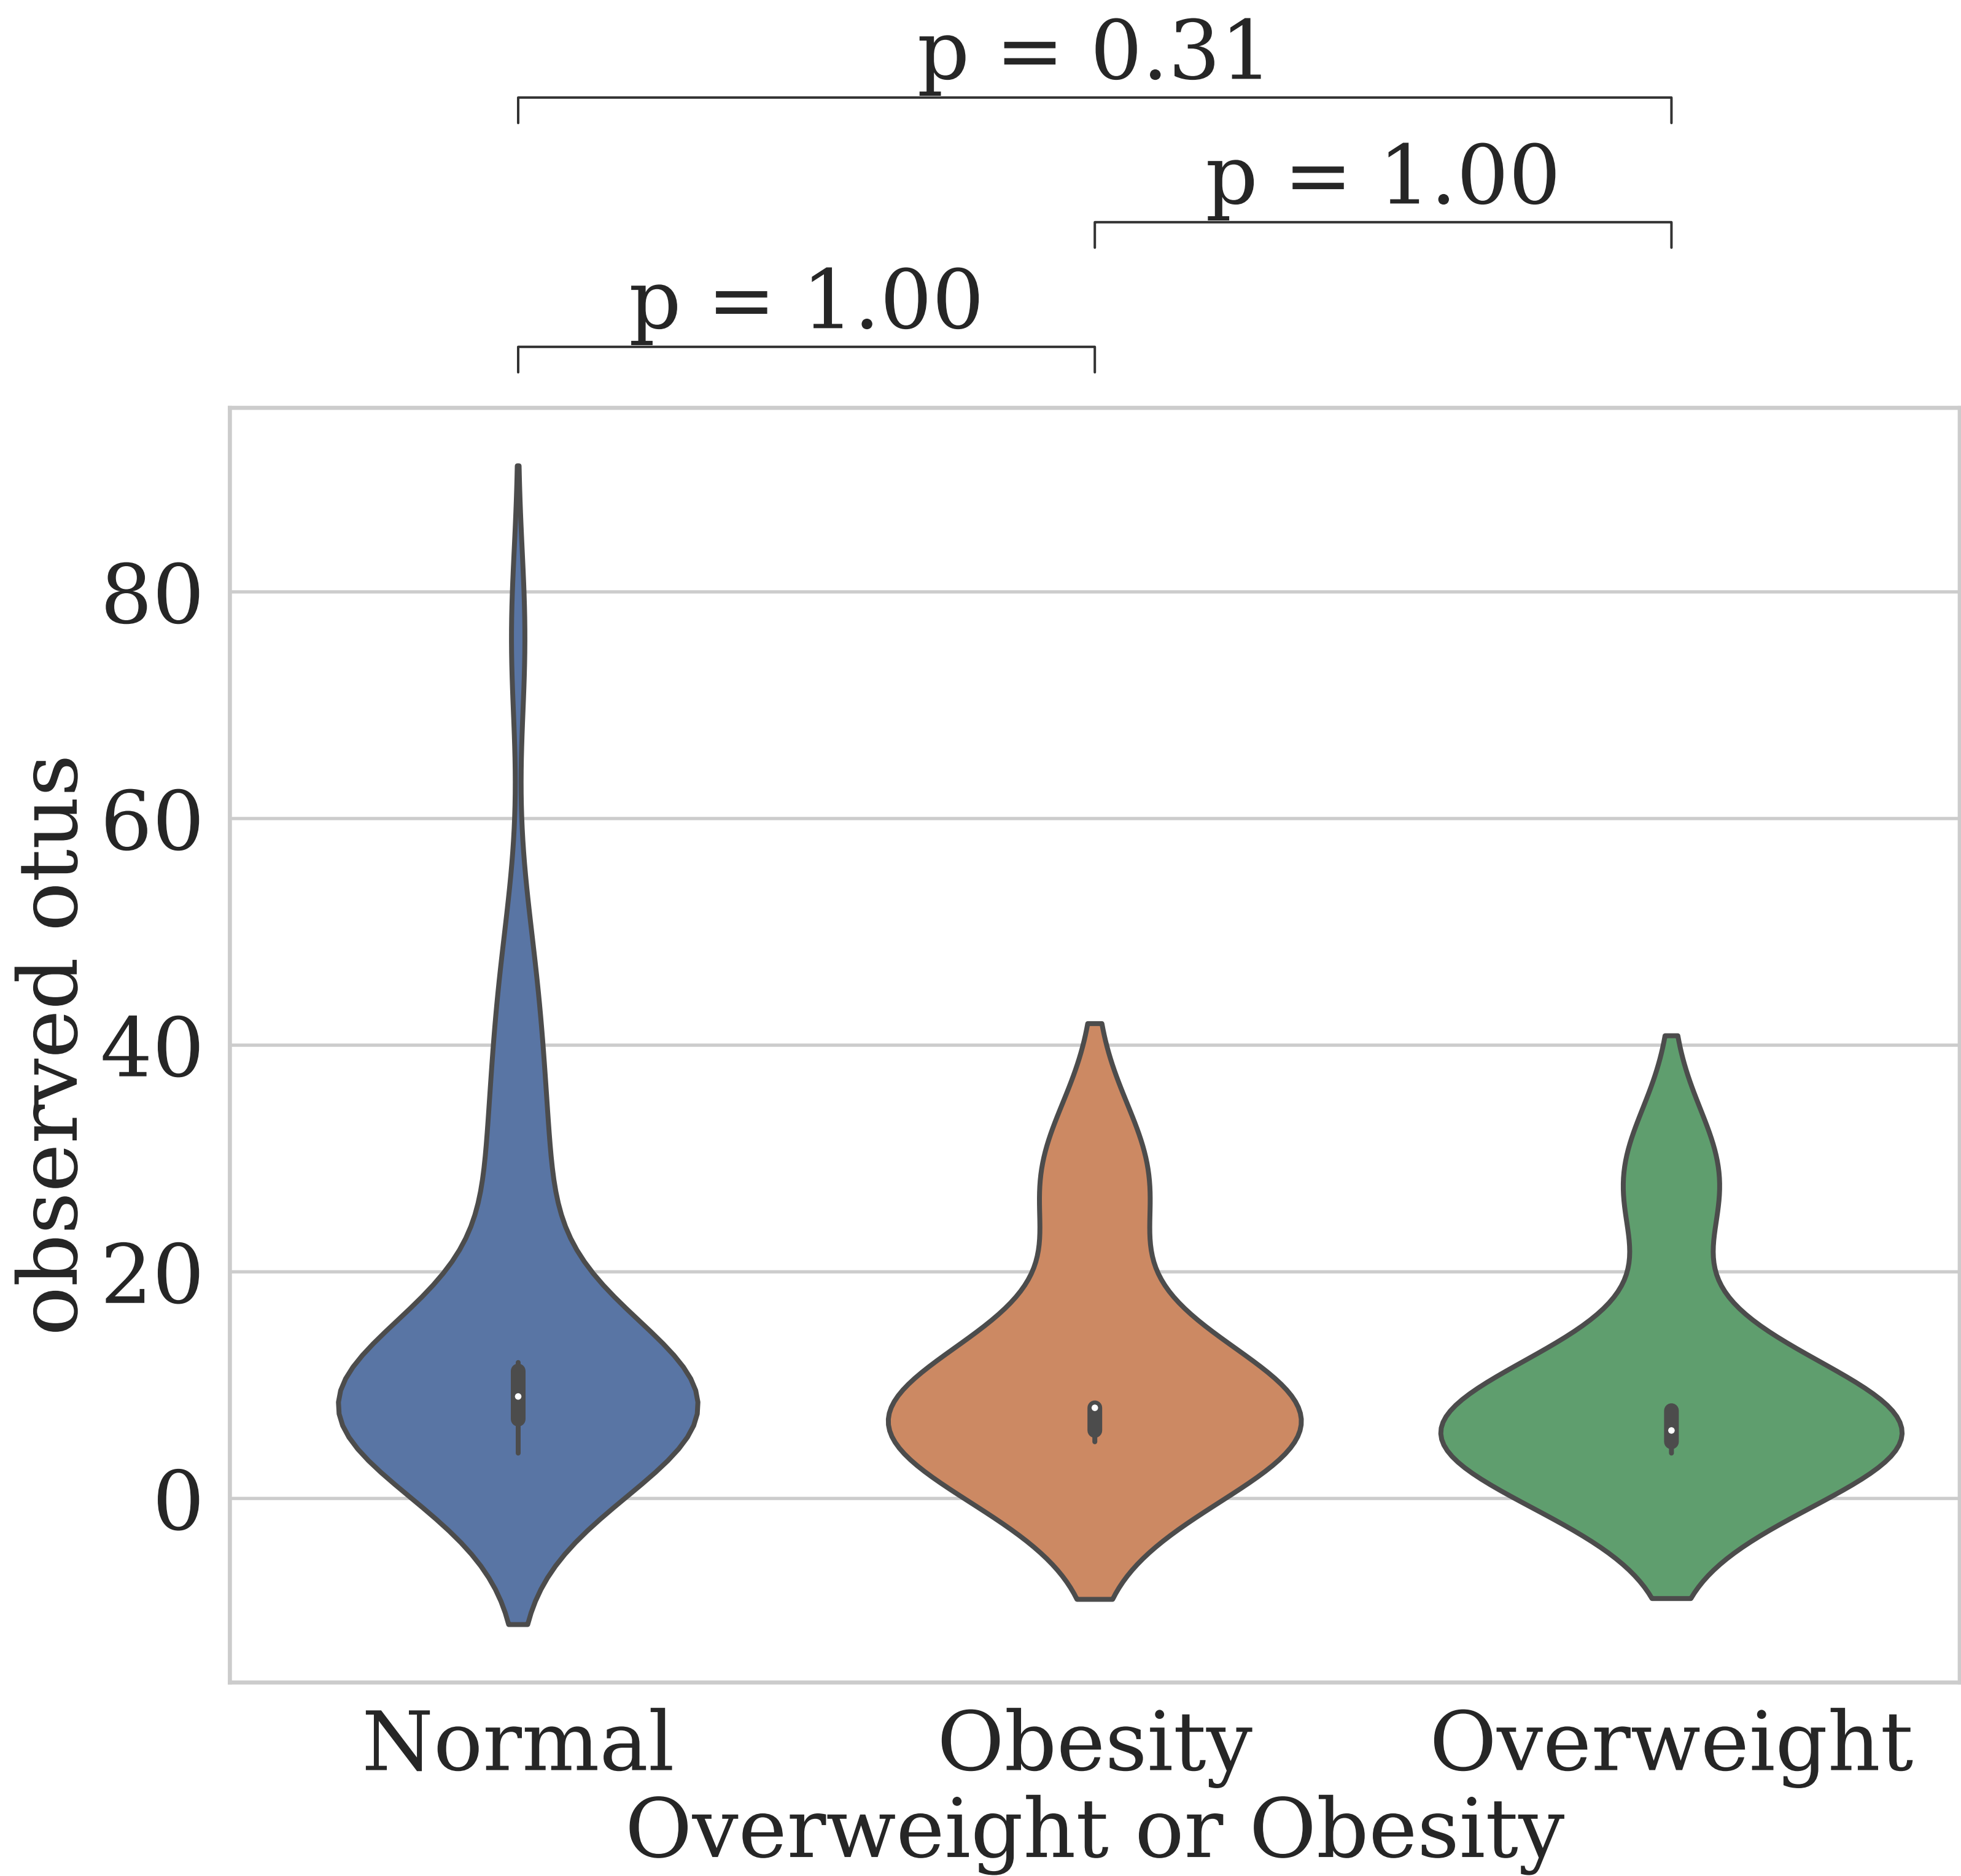 p = 0.31
p = 1.00
p = 1.00
observed otus
80
60
40
20
0
Normal
Obesity
Overweight
Overweight or Obesity